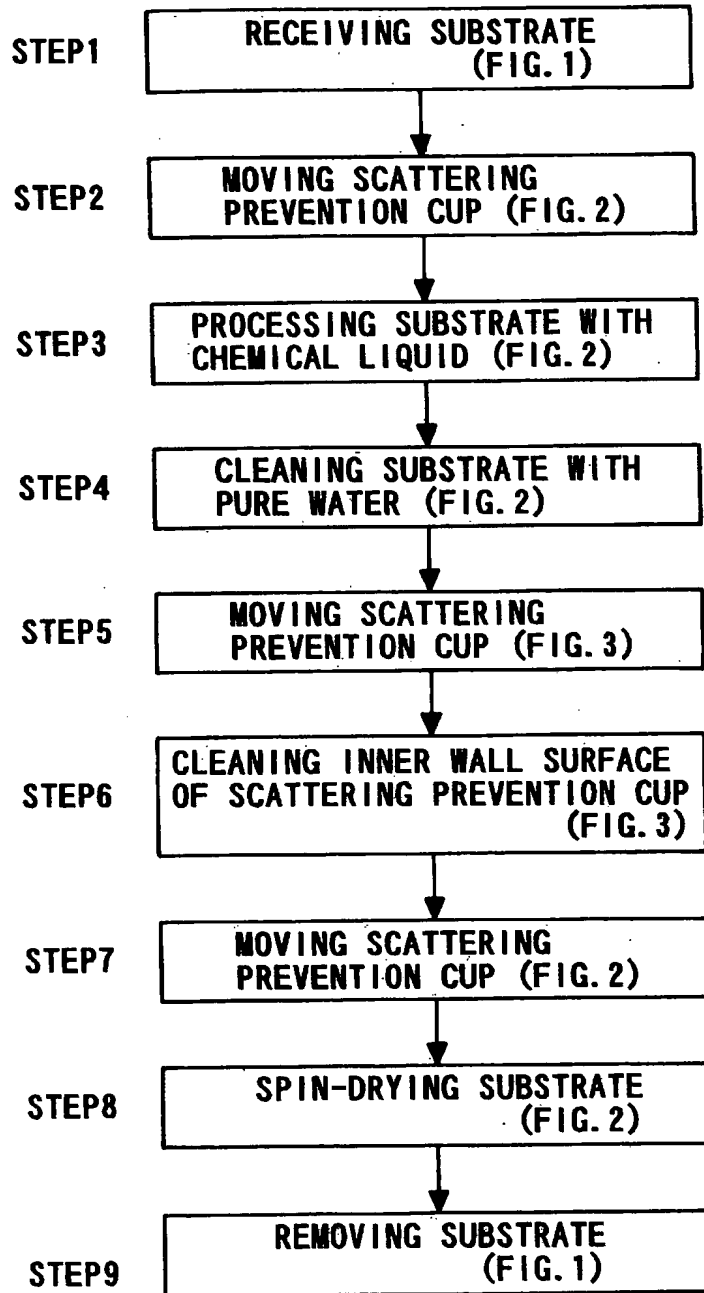 STEP1
RECEIVING SUBSTRATE
(FIG. 1)
STEP2
MOVING SCATTERING
PREVENTION CUP (FIG. 2)
STEP3
PROCESSING SUBSTRATE WITH
CHEMICAL LIQUID (FIG. 2)
STEP4
CLEANING SUBSTRATE WITH
PURE WATER (FIG. 2)
STEP5
MOVING SCATTERING
PREVENTION CUP (FIG. 3)
STEP6
CLEANING INNER WALL SURFACE
OF SCATTERING PREVENTION CUP
(FIG. 3)
STEP7
MOVING SCATTERING
PREVENTION CUP (FIG. 2)
STEP8
SPIN-DRYING SUBSTRATE
(FIG. 2)
STEP9
REMOVING SUBSTRATE
(FIG. 1)